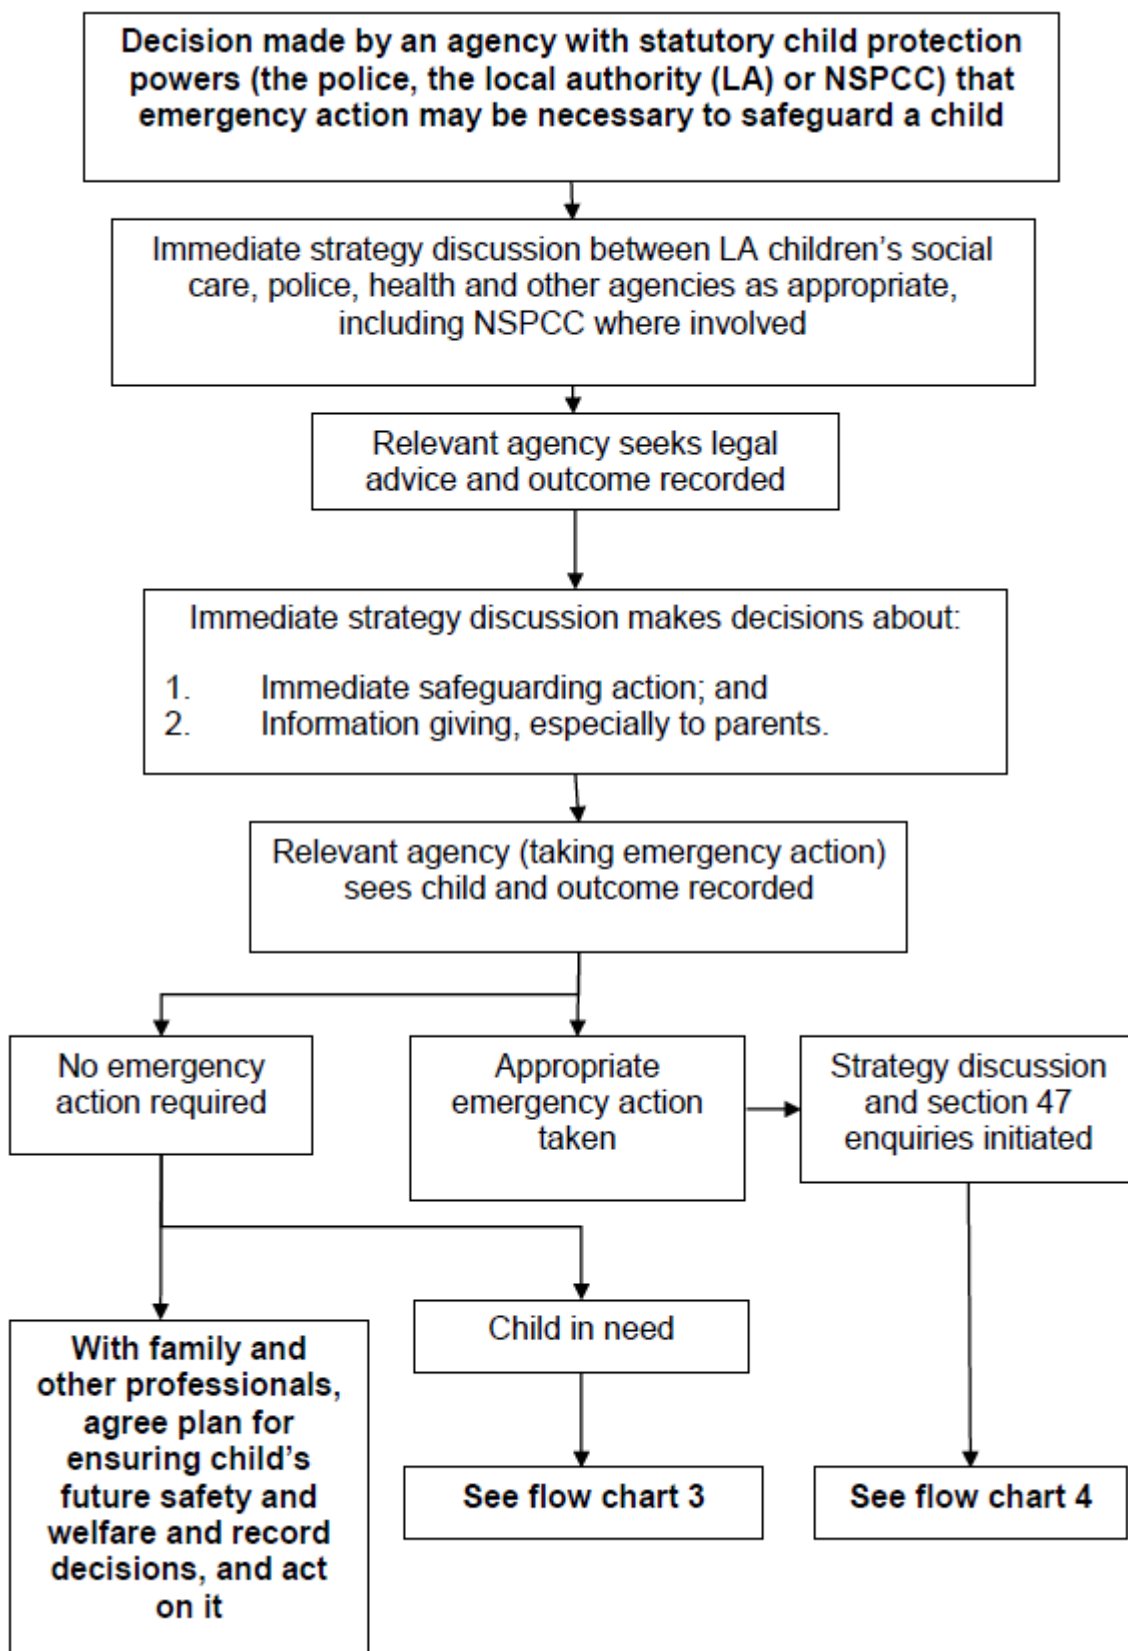 Decision made by an agency with statutory child protection
powers (the police, the local authority (LA) or NSPCC) that
emergency action may be necessary to safeguard a child
Immediate strategy discussion between LA children’s social
care, police, health and other agencies as appropriate,
including NSPCC where involved
Relevant agency seeks legal
advice and outcome recorded
Immediate strategy discussion makes decisions about:
1. Immediate safeguarding action; and
2. Information giving, especially to parents.
Relevant agency (taking emergency action)
sees child and outcome recorded
No emergency
action required
Appropriate
emergency action
taken
Strategy discussion
and section 47
enquiries initiated
With family and
other professionals,
agree plan for
ensuring child’s
future safety and
welfare and record
decisions, and act
on it
Child in need
See flow chart 3
See flow chart 4